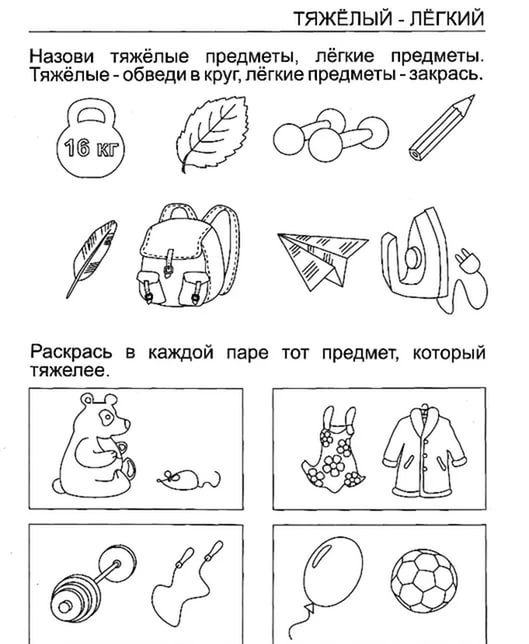 ТЯЖЁЛЫЙ - ЛЁГКИЙ
Назови тяжёлые предметы, лёгкие предметы.
Тяжёлые - обведи в круг, лёгкие предметы - закрась.
16 кг
Раскрась в каждой паре тот предмет, который
тяжелее.